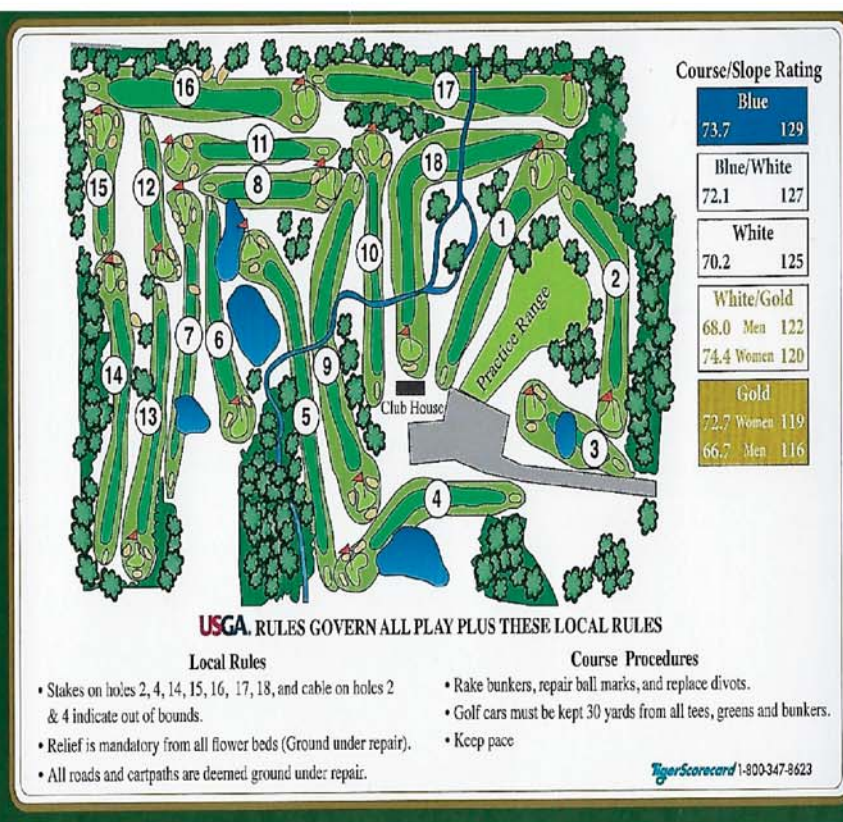 16
17
11
18
15
12
8
1
10
2
7
6
9
14
13
5
3
4
Practice Range
Club House
Course/Slope Rating
Blue
73.7 129
Blue/White
72.1 127
White
70.2 125
White/Gold
68.0 Men 122
74.4 Women 120
Gold
72.7 Women 119
66.7 Men 116
USGA. RULES GOVERN ALL PLAY PLUS THESE LOCAL RULES
Local Rules
• Stakes on holes 2, 4, 14, 15, 16, 17, 18, and cable on holes 2
& 4 indicate out of bounds.
• Relief is mandatory from all flower beds (Ground under repair).
• All roads and cartpaths are deemed ground under repair.
Course Procedures
• Rake bunkers, repair ball marks, and replace divots.
• Golf cars must be kept 30 yards from all tees, greens and bunkers.
• Keep pace
TigerScorecard 1-800-347-8623